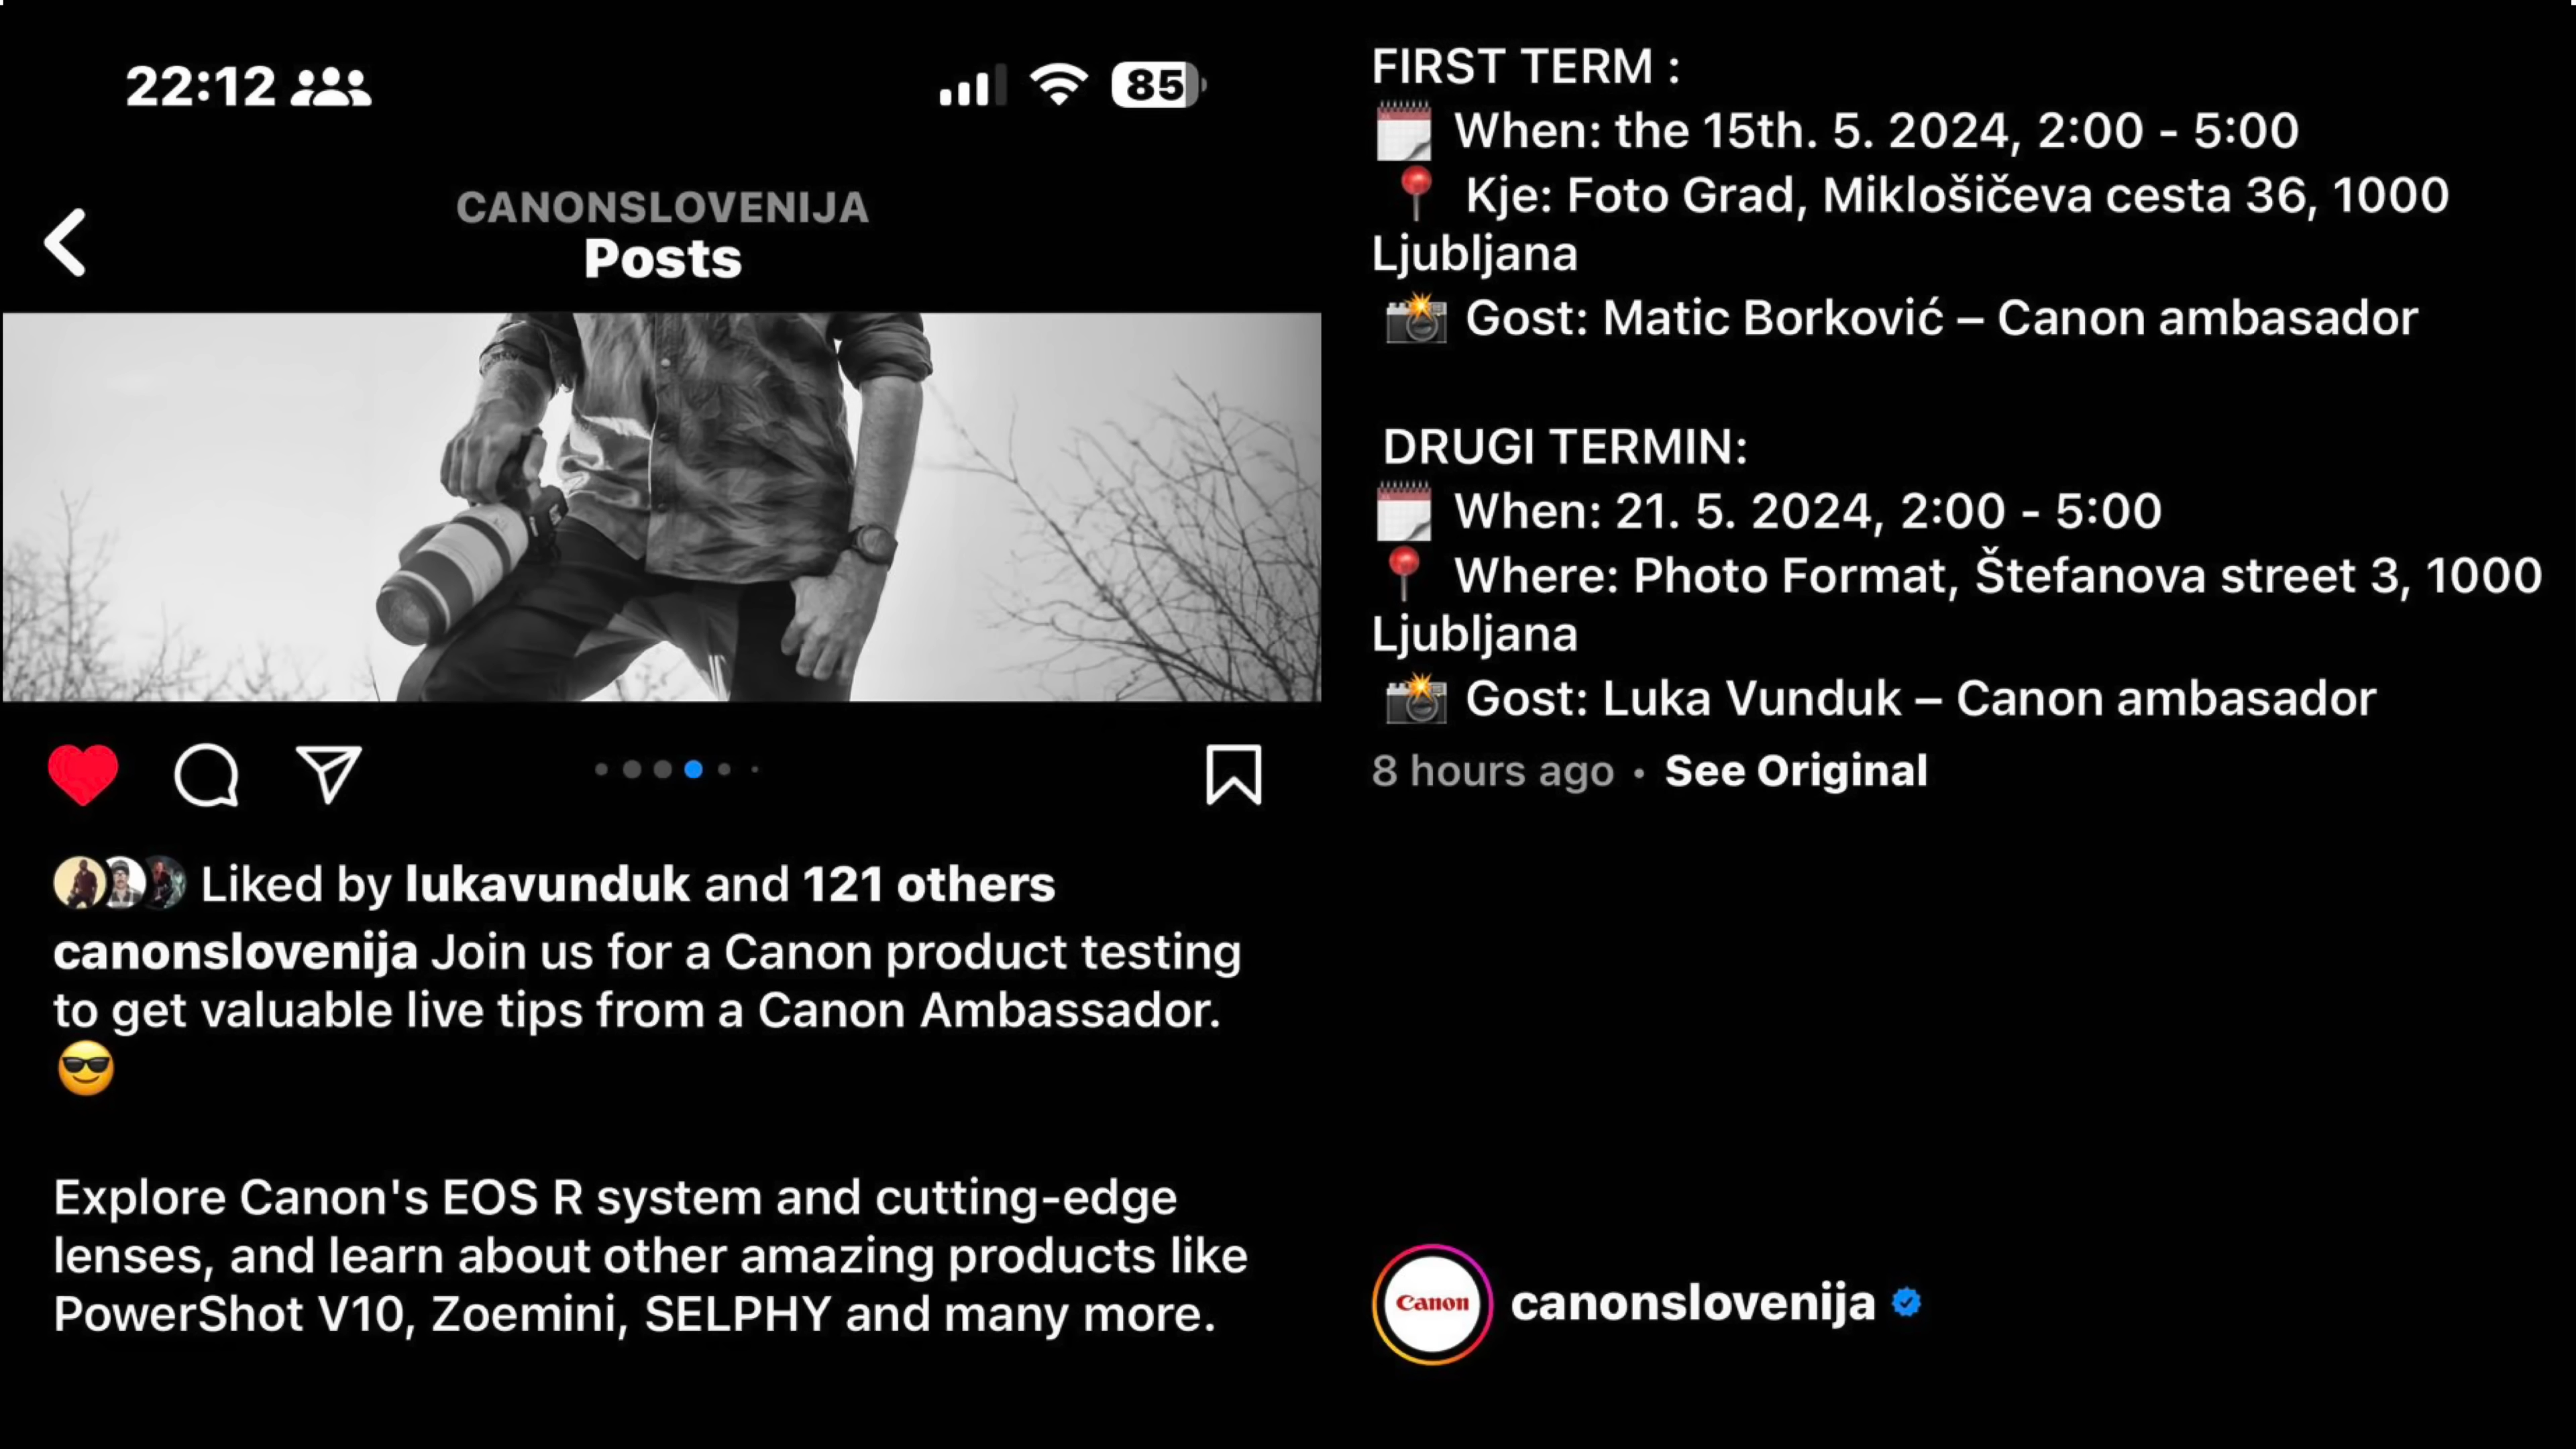 22:12
85
CANONSLOVENIJA
Posts
Liked by lukavunduk and 121 others
canonslovenija Join us for a Canon product testing
to get valuable live tips from a Canon Ambassador.
😎
Explore Canon's EOS R system and cutting-edge
lenses, and learn about other amazing products like
PowerShot V10, Zoemini, SELPHY and many more.
FIRST TERM :
🗓️ When: the 15th. 5. 2024, 2:00 - 5:00
📍 Kje: Foto Grad, Miklošičeva cesta 36, 1000
Ljubljana
📸 Gost: Matic Borković – Canon ambasador
DRUGI TERMIN:
🗓️ When: 21. 5. 2024, 2:00 - 5:00
📍 Where: Photo Format, Štefanova street 3, 1000
Ljubljana
📸 Gost: Luka Vunduk – Canon ambasador
8 hours ago • See Original
Canon
canonslovenija